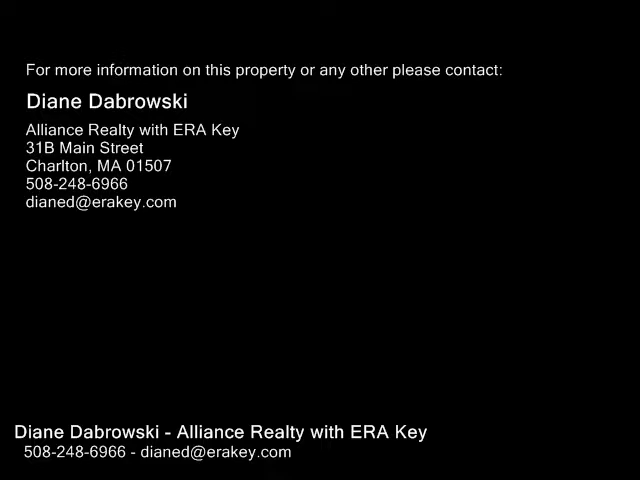 For more information on this property or any other please contact:
Diane Dabrowski
Alliance Realty with ERA Key
31B Main Street
Charlton, MA 01507
508-248-6966
dianed@erakey.com
Diane Dabrowski - Alliance Realty with ERA Key
508-248-6966 - dianed@erakey.com